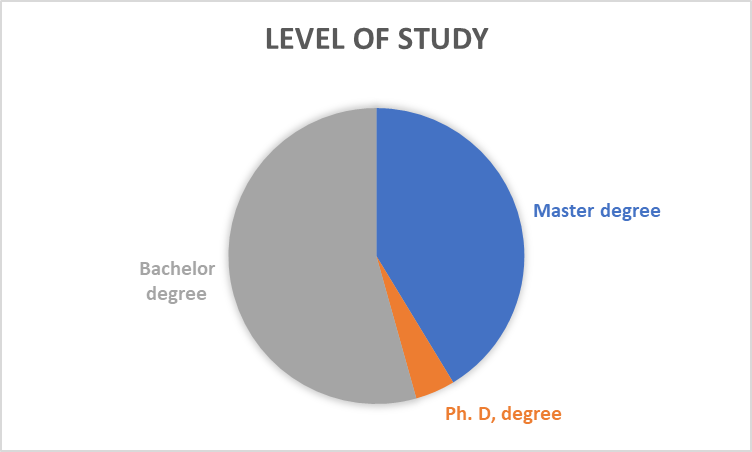 LEVEL OF STUDY
Master degree
Bachelor
degree
Ph. D, degree